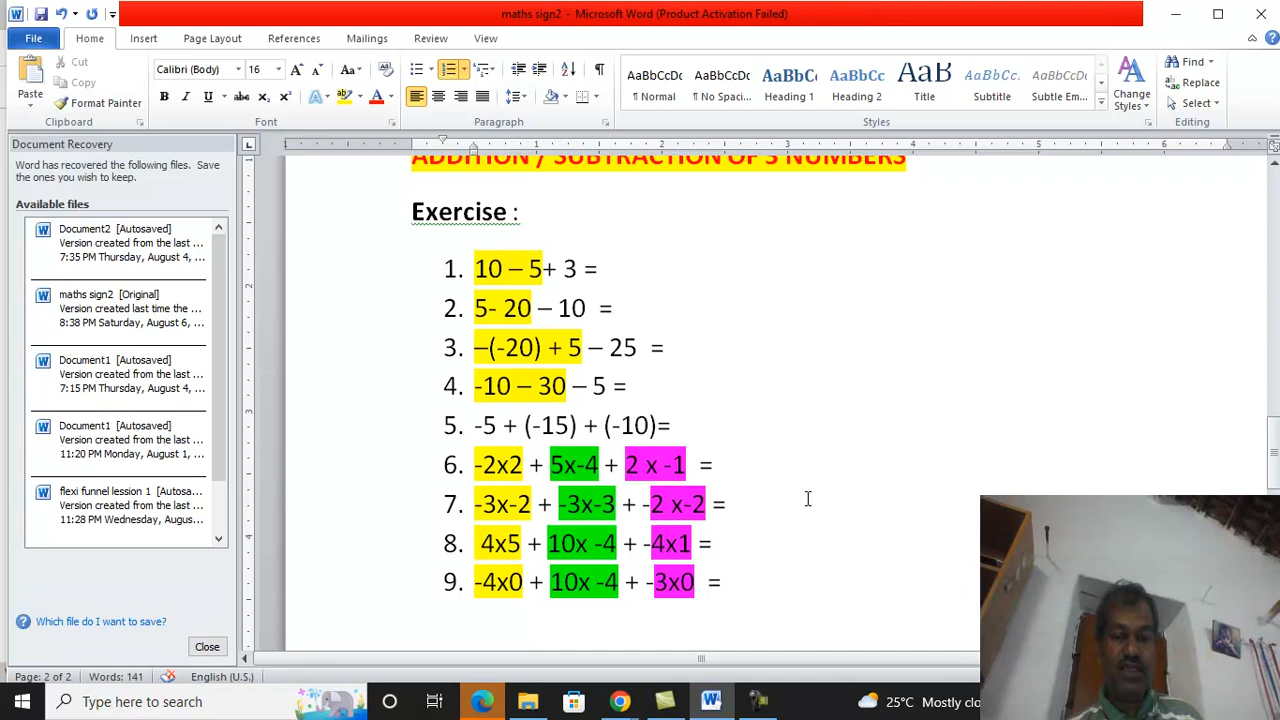 maths sign2 - Microsoft Word (Product Activation Failed)
File Home Insert Page Layout References Mailings Review View
Paste Cut Copy Format Painter
Calibri (Body) 16
AaBbCcDc AaBbCcDc AaBbC AaBbCc AaB AaBbCc. AaBbCcDc
¶ Normal ¶ No Spaci... Heading 1 Heading 2 Title Subtitle Subtle Em...
Change Styles
Find Replace Select
Clipboard Font Paragraph Styles Editing
Document Recovery
Word has recovered the following files. Save
the ones you wish to keep.
Available files
Document2 [Autosaved]
Version created from the last ...
7:35 PM Thursday, August 4, ...
maths sign2 [Original]
Version created last time the ...
8:38 PM Saturday, August 6, ...
Document1 [Autosaved]
Version created from the last ...
7:15 PM Thursday, August 4, ...
Document1 [Autosaved]
Version created from the last ...
11:20 PM Monday, August 1, ...
flexi funnel lession 1 [Autosa...
Version created from the last ...
11:28 PM Wednesday, Augus...
Which file do I want to save?
Close
ADDITION / SUBTRACTION OF 3 NUMBERS
Exercise :
1. 10 – 5+ 3 =
2. 5- 20 – 10 =
3. –(-20) + 5 – 25 =
4. -10 – 30 – 5 =
5. -5 + (-15) + (-10)=
6. -2x2 + 5x-4 + 2 x -1 =
7. -3x-2 + -3x-3 + -2 x-2 =
8. 4x5 + 10x -4 + -4x1 =
9. -4x0 + 10x -4 + -3x0 =
Page: 2 of 2 Words: 141 English (U.S.)
Type here to search
25°C Mostly clo